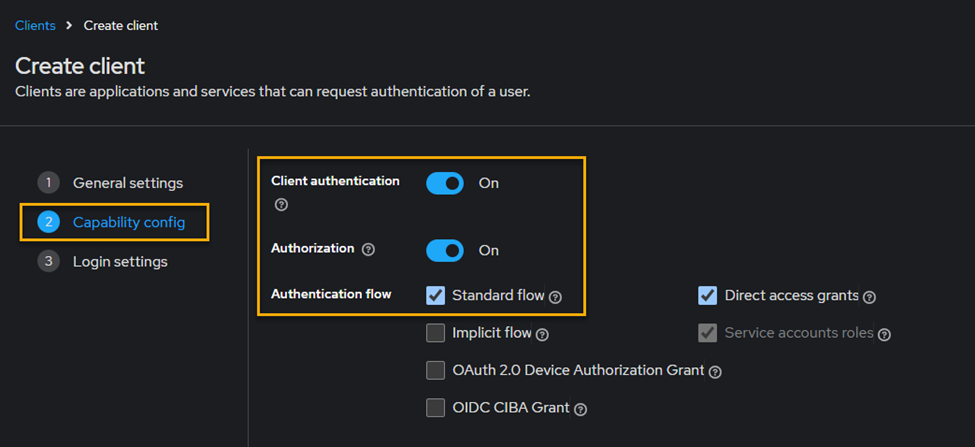 Clients > Create client
Create client
Clients are applications and services that can request authentication of a user.
1 General settings
2 Capability config
3 Login settings
Client authentication On
Authorization On
Authentication flow Standard flow Direct access grants
Implicit flow Service accounts roles
OAuth 2.0 Device Authorization Grant
OIDC CIBA Grant